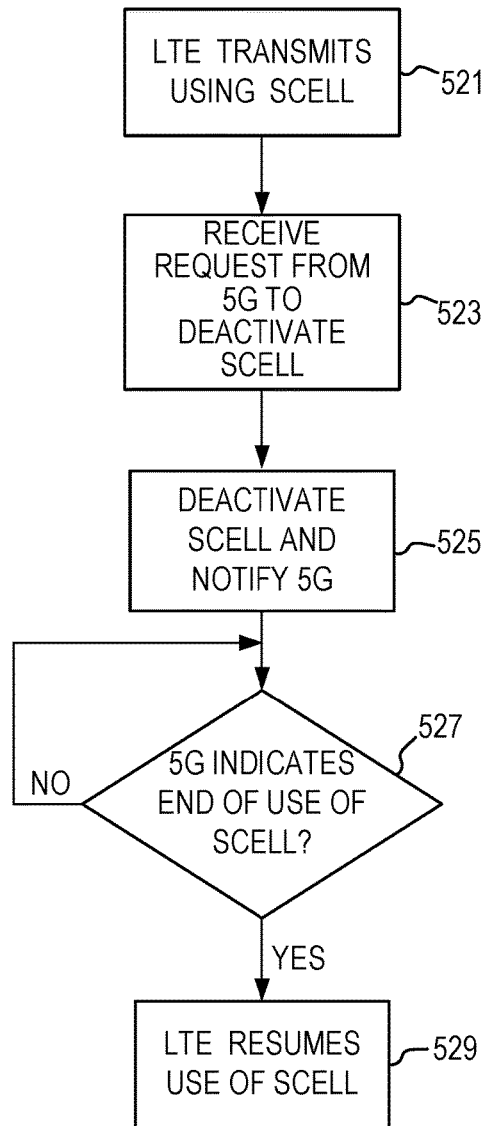 LTE TRANSMITS
USING SCELL
521
RECEIVE
REQUEST FROM
5G TO
DEACTIVATE
SCELL
523
DEACTIVATE
SCELL AND
NOTIFY 5G
525
527
5G INDICATES
END OF USE OF
SCELL?
NO
YES
LTE RESUMES
USE OF SCELL
529